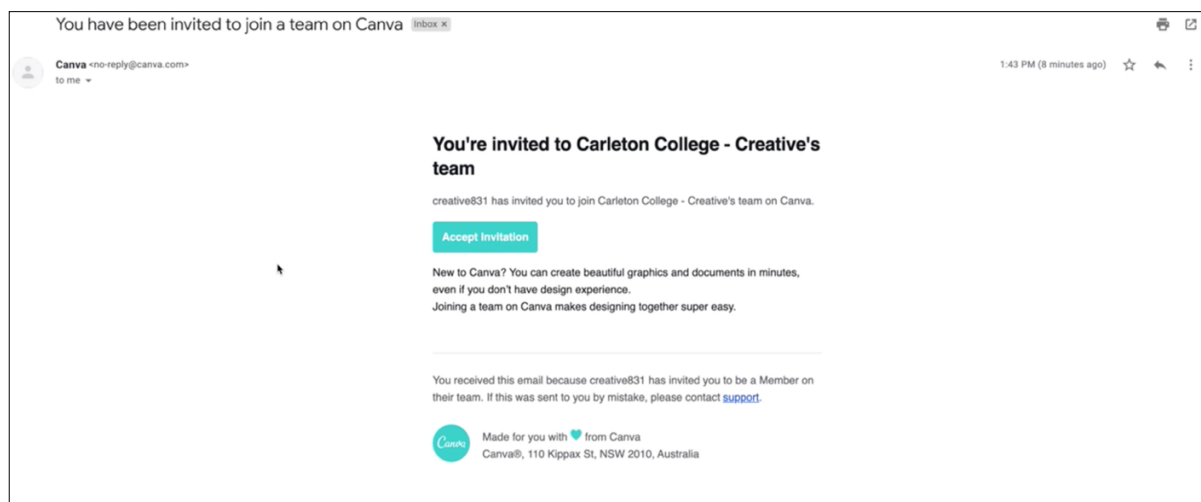 You have been invited to join a team on Canva Inbox ×
Canva <no-reply@canva.com> 1:43 PM (8 minutes ago)
to me
You're invited to Carleton College - Creative's
team
creative831 has invited you to join Carleton College - Creative's team on Canva.
Accept Invitation
New to Canva? You can create beautiful graphics and documents in minutes,
even if you don't have design experience.
Joining a team on Canva makes designing together super easy.
You received this email because creative831 has invited you to be a Member on
their team. If this was sent to you by mistake, please contact support.
Canva
Made for you with 💙 from Canva
Canva®, 110 Kippax St, NSW 2010, Australia